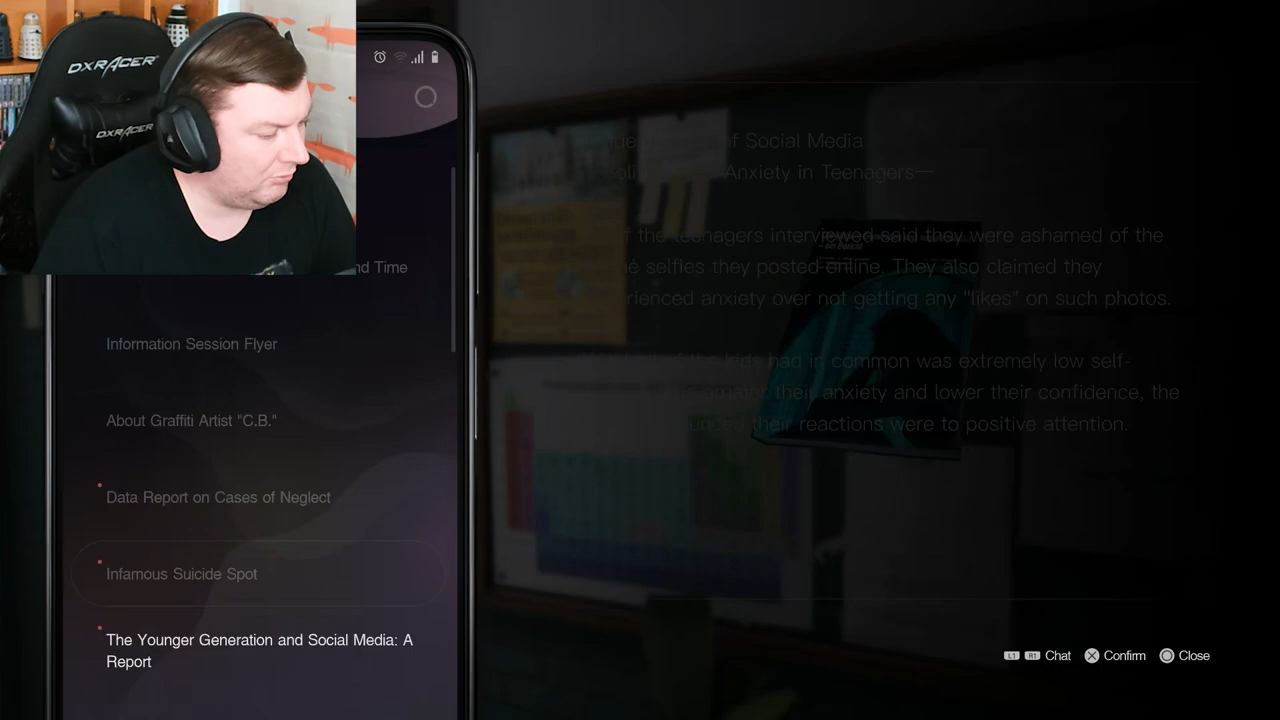 DXRACER
DXRACER
nd Time
Information Session Flyer
About Graffiti Artist "C.B."
Data Report on Cases of Neglect
Infamous Suicide Spot
The Younger Generation and Social Media: A
Report
of Social Media
Anxiety in Teenagers—
the teenagers interviewed said they were ashamed of the
selfies they posted online. They also claimed they
rienced anxiety over not getting any "likes" on such photos.
the kids had in common was extremely low self-
their anxiety and lower their confidence, the
their reactions were to positive attention.
L1 R1 Chat Confirm Close